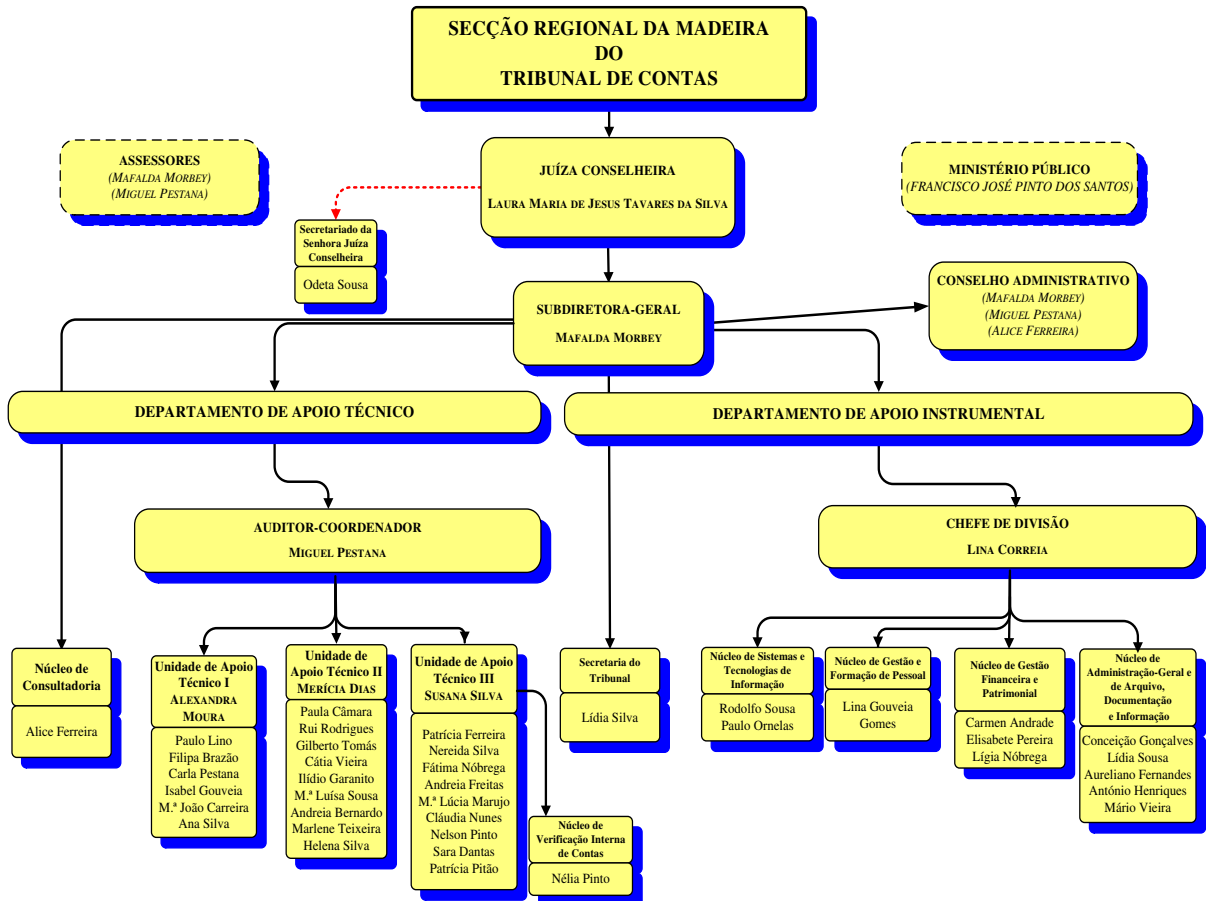 SECÇÃO REGIONAL DA MADEIRA
DO
TRIBUNAL DE CONTAS
ASSESSORES
(MAFALDA MORBEY)
(MIGUEL PESTANA)
JUÍZA CONSELHEIRA
LAURA MARIA DE JESUS TAVARES DA SILVA
MINISTÉRIO PÚBLICO
(FRANCISCO JOSÉ PINTO DOS SANTOS)
Secretariado da
Senhora Juíza
Conselheira
Odeta Sousa
SUBDIRETORA-GERAL
MAFALDA MORBEY
CONSELHO ADMINISTRATIVO
(MAFALDA MORBEY)
(MIGUEL PESTANA)
(ALICE FERREIRA)
DEPARTAMENTO DE APOIO TÉCNICO
DEPARTAMENTO DE APOIO INSTRUMENTAL
AUDITOR-COORDENADOR
MIGUEL PESTANA
CHEFE DE DIVISÃO
LINA CORREIA
Núcleo de
Consultadoria
Alice Ferreira
Unidade de Apoio
Técnico I
ALEXANDRA
MOURA
Paulo Lino
Filipa Brazão
Carla Pestana
Isabel Gouveia
M.ª João Carreira
Ana Silva
Unidade de
Apoio Técnico II
MERÍCIA DIAS
Paula Câmara
Rui Rodrigues
Gilberto Tomás
Cátia Vieira
Ilídio Garanito
M.ª Luísa Sousa
Andreia Bernardo
Marlene Teixeira
Helena Silva
Unidade de Apoio
Técnico III
SUSANA SILVA
Patrícia Ferreira
Nereida Silva
Fátima Nóbrega
Andreia Freitas
M.ª Lúcia Marujo
Cláudia Nunes
Nelson Pinto
Sara Dantas
Patrícia Pitão
Núcleo de
Verificação Interna
de Contas
Nélia Pinto
Secretaria do
Tribunal
Lídia Silva
Núcleo de Sistemas e
Tecnologias de
Informação
Rodolfo Sousa
Paulo Ornelas
Núcleo de Gestão e
Formação de Pessoal
Lina Gouveia
Gomes
Núcleo de Gestão
Financeira e
Patrimonial
Carmen Andrade
Elisabete Pereira
Lígia Nóbrega
Núcleo de
Administração-Geral e
de Arquivo,
Documentação
e Informação
Conceição Gonçalves
Lídia Sousa
Aureliano Fernandes
António Henriques
Mário Vieira